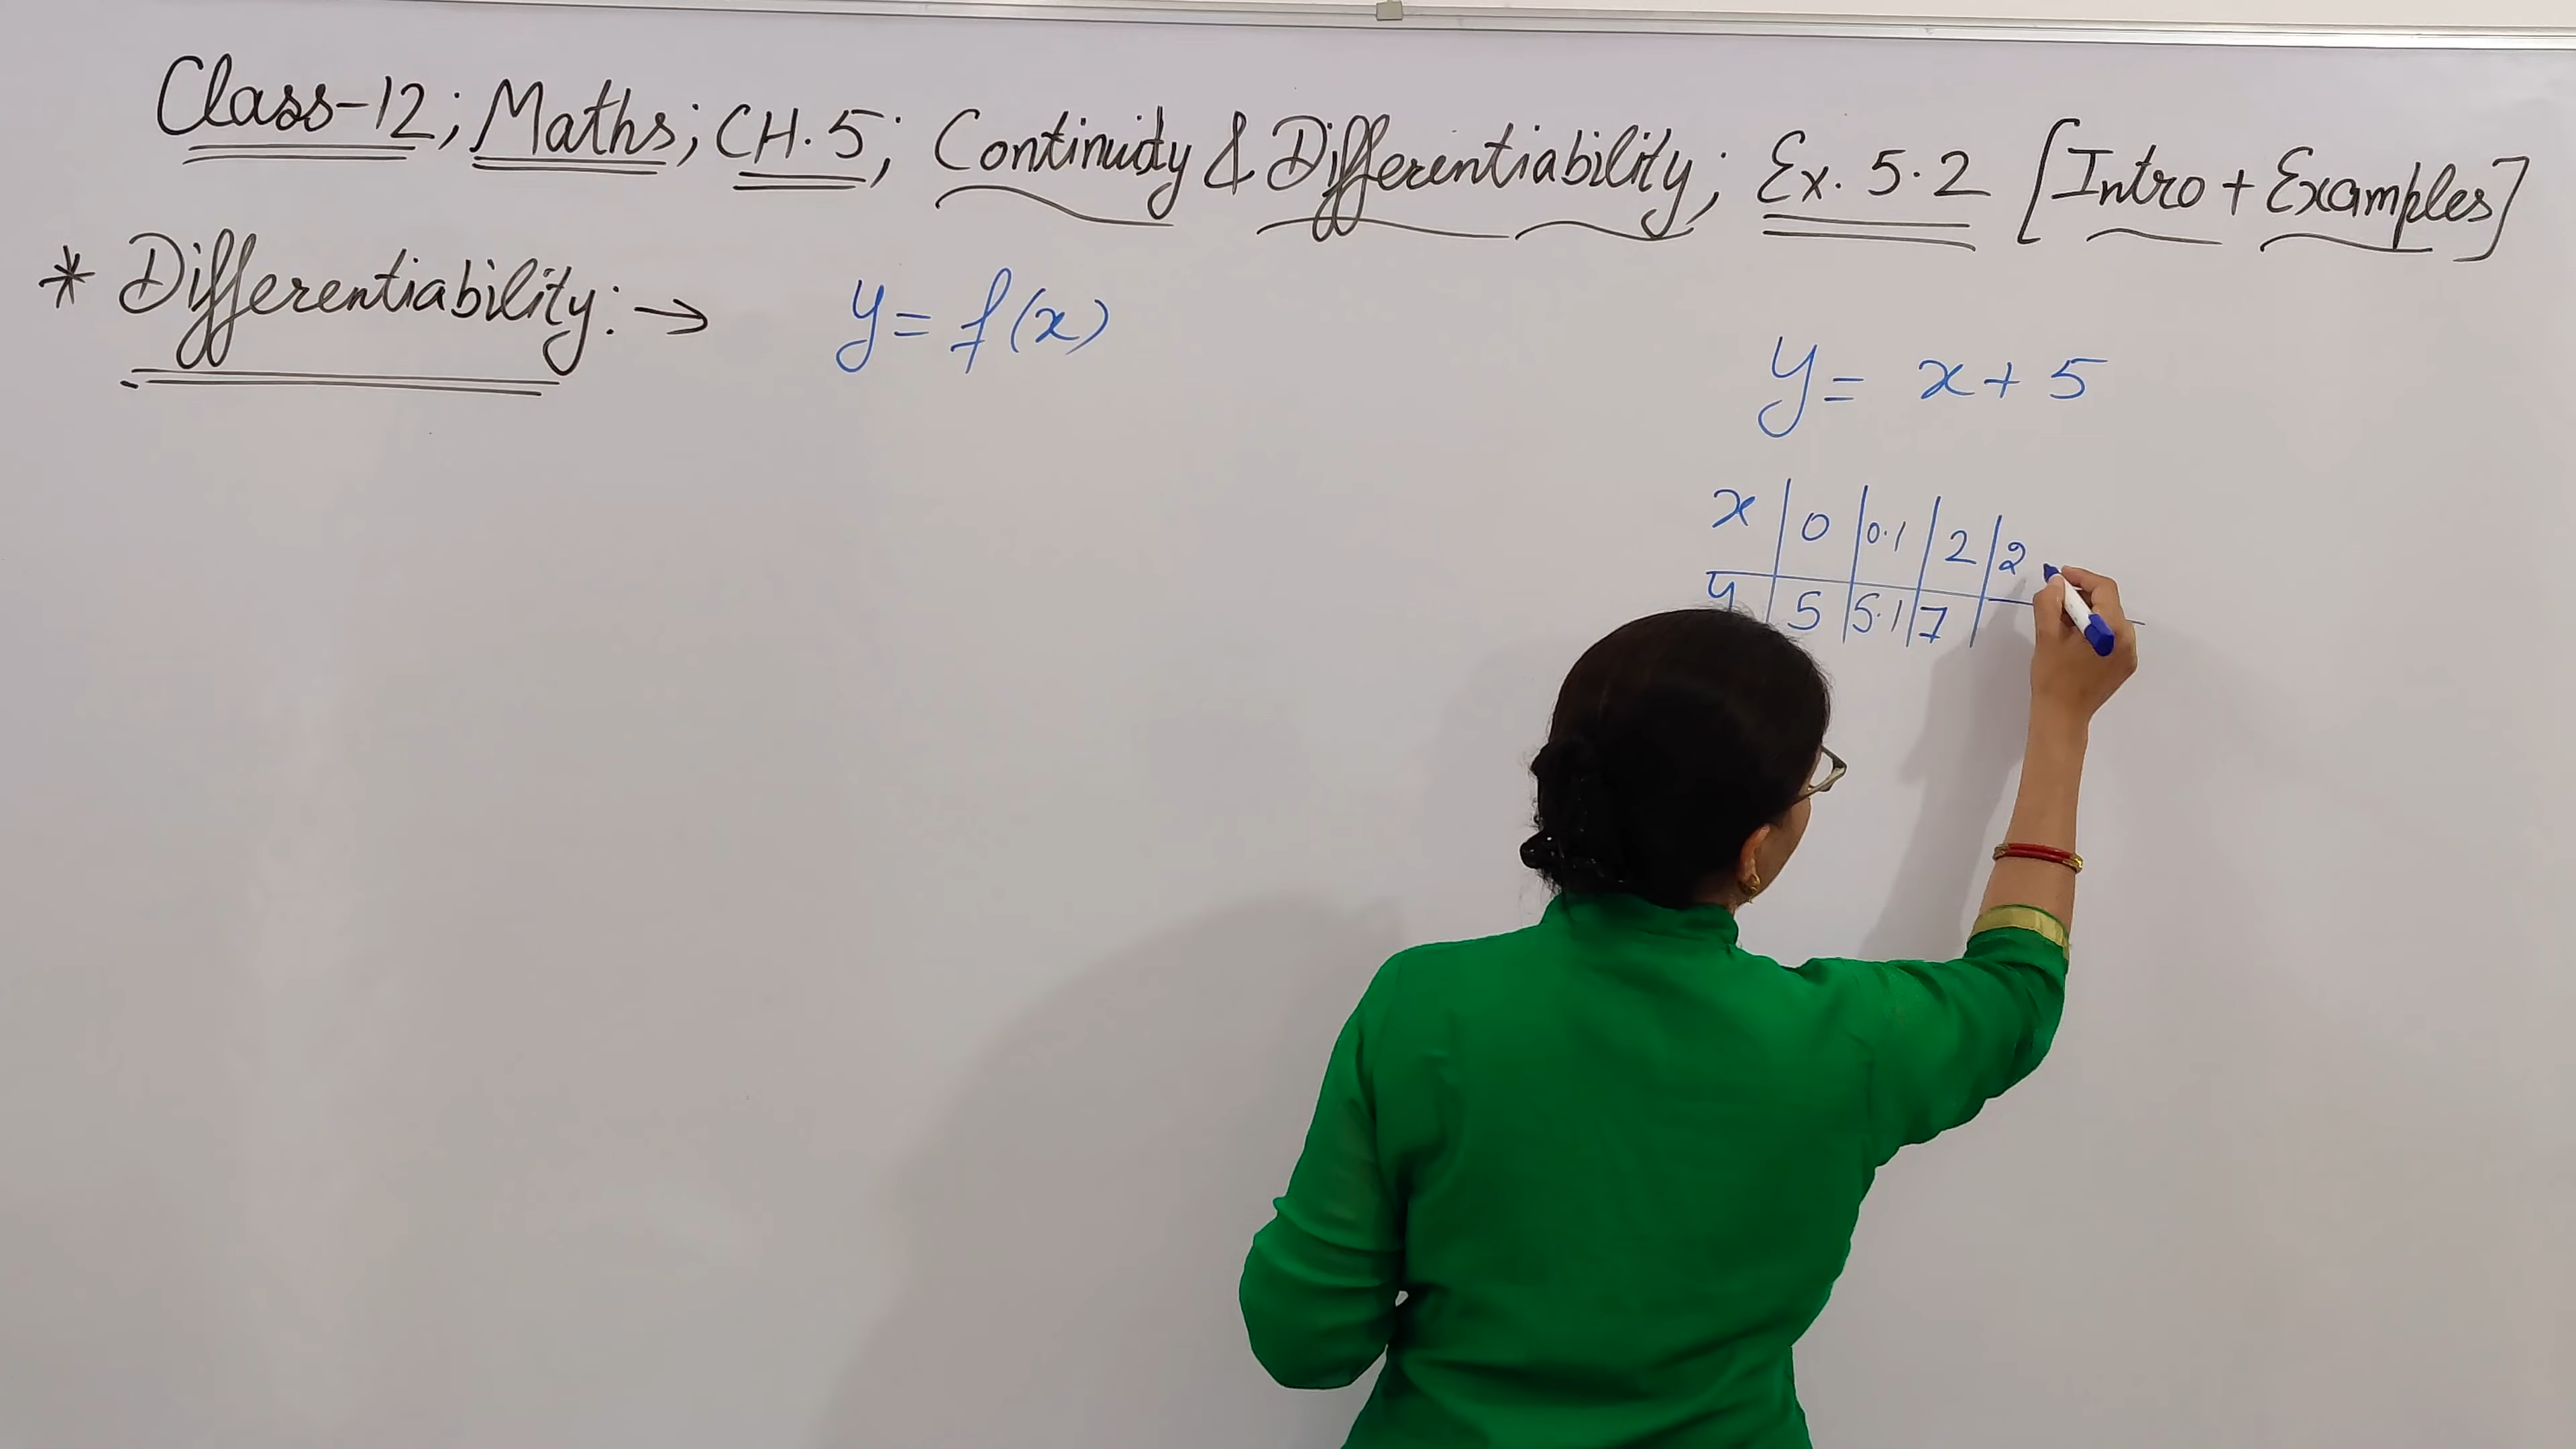 Class-12; Maths; CH.5; Continuity & Differentiability; Ex. 5.2 [Intro + Examples]
* Differentiability:→ y = f(x)
y = x + 5
x | 0 | 0.1 | 2 | 2
y | 5 | 5.1 | 7 |